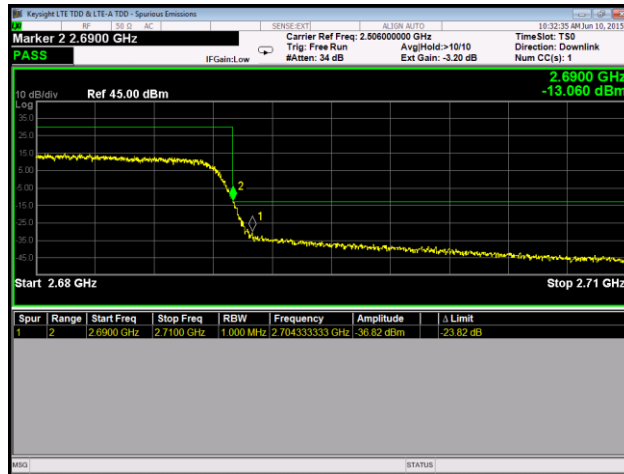 Keysight LTE TDD & LTE-A TDD - Spurious Emissions
RF 50 Ω AC SENSE:EXT ALIGN AUTO 10:32:35 AM Jun 10, 2015
Marker 2 2.6900 GHz Carrier Ref Freq: 2.506000000 GHz TimeSlot: TS0
Trig: Free Run Avg|Hold:>10/10 Direction: Downlink
PASS IFGain:Low #Atten: 34 dB Ext Gain: -3.20 dB Num CC(s): 1
2.6900 GHz
10 dB/div Ref 45.00 dBm -13.060 dBm
Log
35.0
25.0
15.0
5.00
-5.00
2
-15.0
1
-25.0
-35.0
-45.0
Start 2.68 GHz Stop 2.71 GHz
Spur Range Start Freq Stop Freq RBW Frequency Amplitude Δ Limit
1 2 2.6900 GHz 2.7100 GHz 1.000 MHz 2.704333333 GHz -36.82 dBm -23.82 dB
MSG STATUS